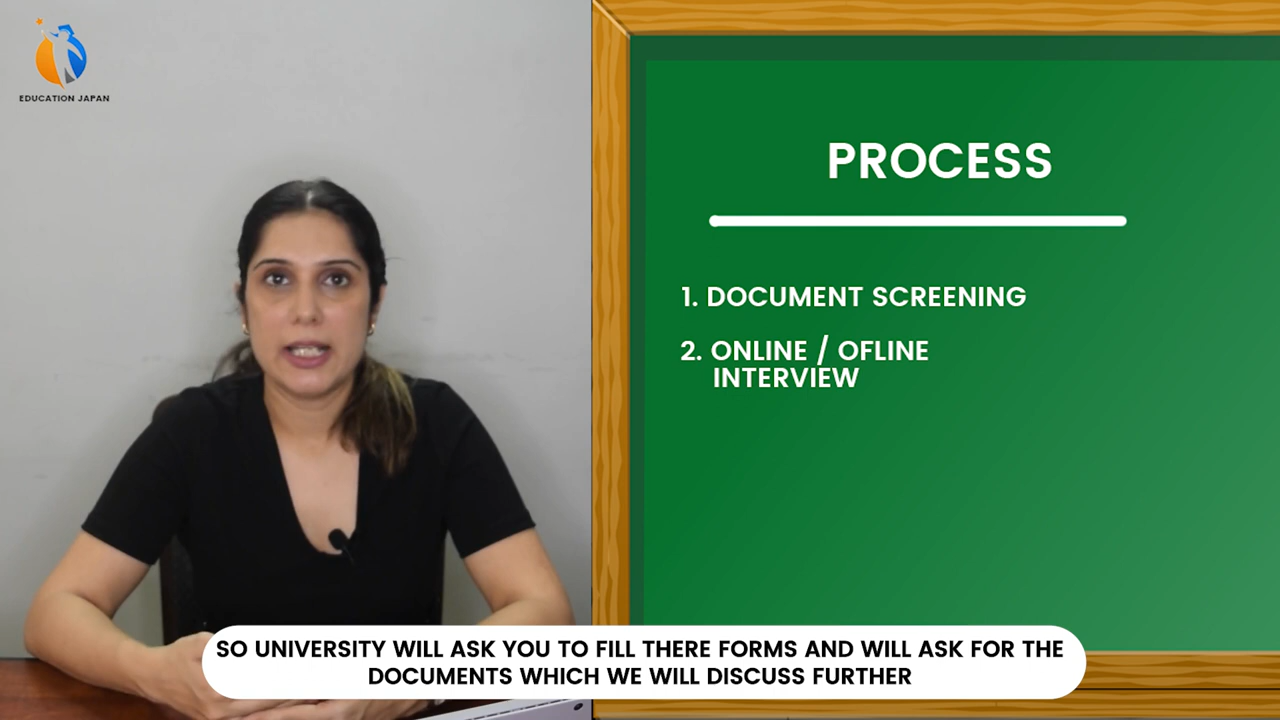 EDUCATION JAPAN
PROCESS
1. DOCUMENT SCREENING
2. ONLINE / OFLINE
INTERVIEW
SO UNIVERSITY WILL ASK YOU TO FILL THERE FORMS AND WILL ASK FOR THE
DOCUMENTS WHICH WE WILL DISCUSS FURTHER